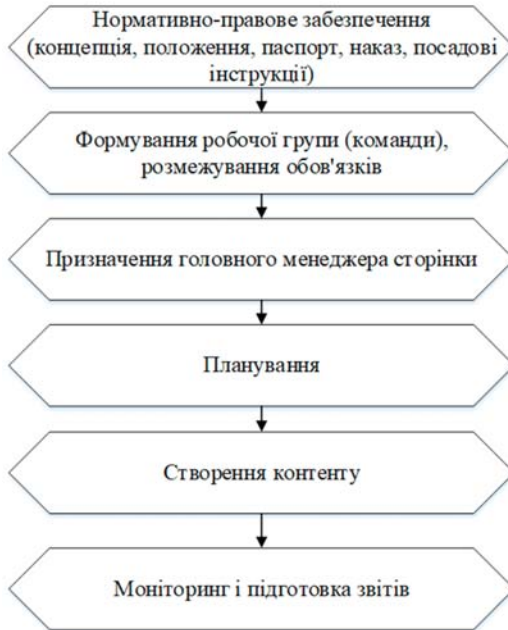 Нормативно-правове забезпечення
(концепція, положення, паспорт, наказ, посадові
інструкції)
Формування робочої групи (команди),
розмежування обов'язків
Призначення головного менеджера сторінки
Планування
Створення контенту
Моніторинг і підготовка звітів